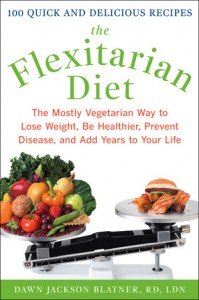 100 QUICK AND DELICIOUS RECIPES
the
Flexitarian
Diet
The Mostly Vegetarian Way to
Lose Weight, Be Healthier, Prevent
Disease, and Add Years to Your Life
DAWN JACKSON BLATNER, RD, LDN